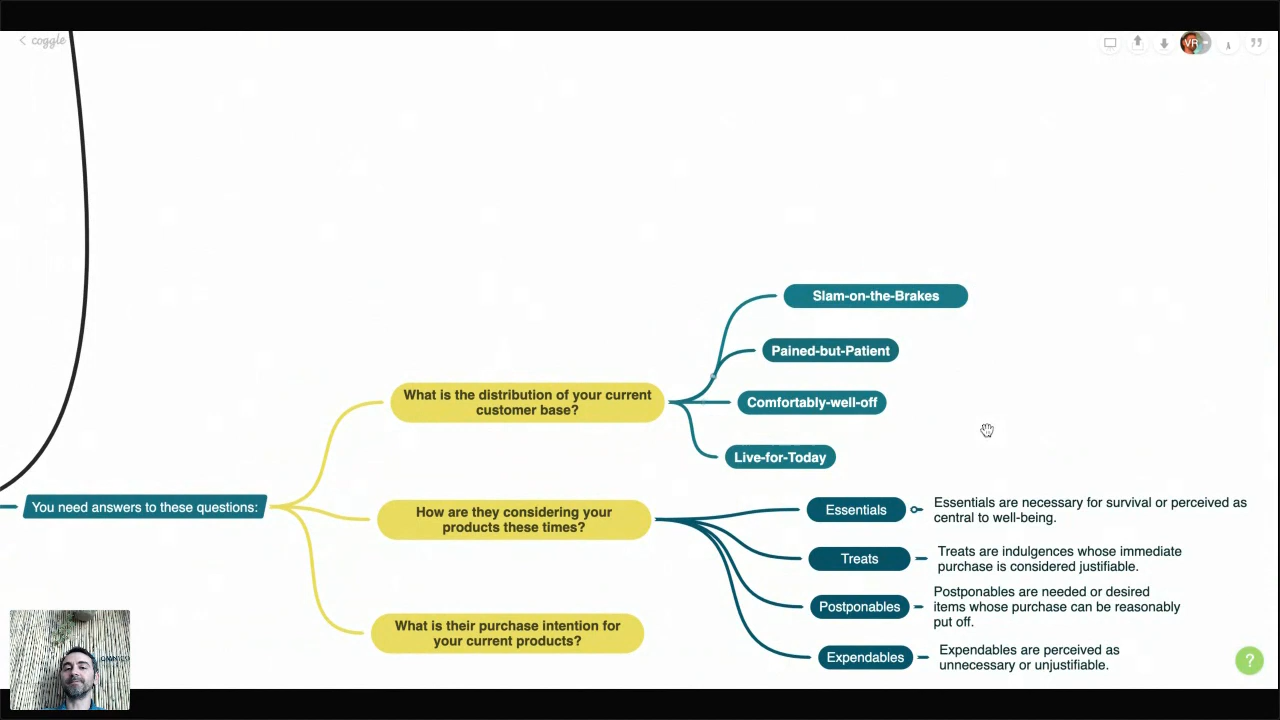 coggle
VR
Slam-on-the-Brakes
Pained-but-Patient
What is the distribution of your current
customer base?
Comfortably-well-off
Live-for-Today
You need answers to these questions:
How are they considering your
products these times?
Essentials
Essentials are necessary for survival or perceived as
central to well-being.
Treats
Treats are indulgences whose immediate
purchase is considered justifiable.
Postponables
Postponables are needed or desired
items whose purchase can be reasonably
put off.
What is their purchase intention for
your current products?
Expendables
Expendables are perceived as
unnecessary or unjustifiable.
?